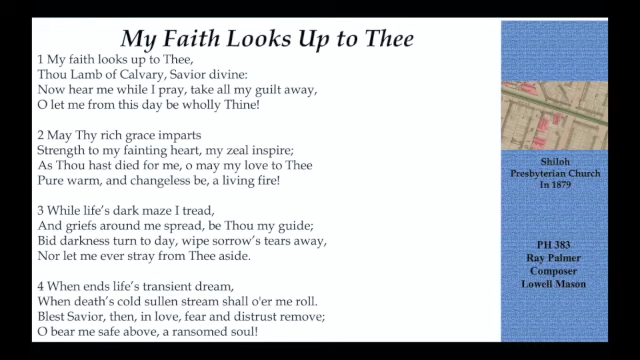 My Faith Looks Up to Thee
1 My faith looks up to Thee,
Thou Lamb of Calvary, Savior divine:
Now hear me while I pray, take all my guilt away,
O let me from this day be wholly Thine!
2 May Thy rich grace imparts
Strength to my fainting heart, my zeal inspire;
As Thou hast died for me, o may my love to Thee
Pure warm, and changeless be, a living fire!
3 While life's dark maze I tread,
And griefs around me spread, be Thou my guide;
Bid darkness turn to day, wipe sorrow's tears away,
Nor let me ever stray from Thee aside.
4 When ends life's transient dream,
When death's cold sullen stream shall o'er me roll.
Blest Savior, then, in love, fear and distrust remove;
O bear me safe above, a ransomed soul!
Shiloh
Presbyterian Church
In 1879
PH 383
Ray Palmer
Composer
Lowell Mason